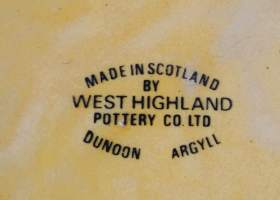 MADE IN SCOTLAND
BY
WEST HIGHLAND
POTTERY CO. LTD
DUNOON ARGYLL